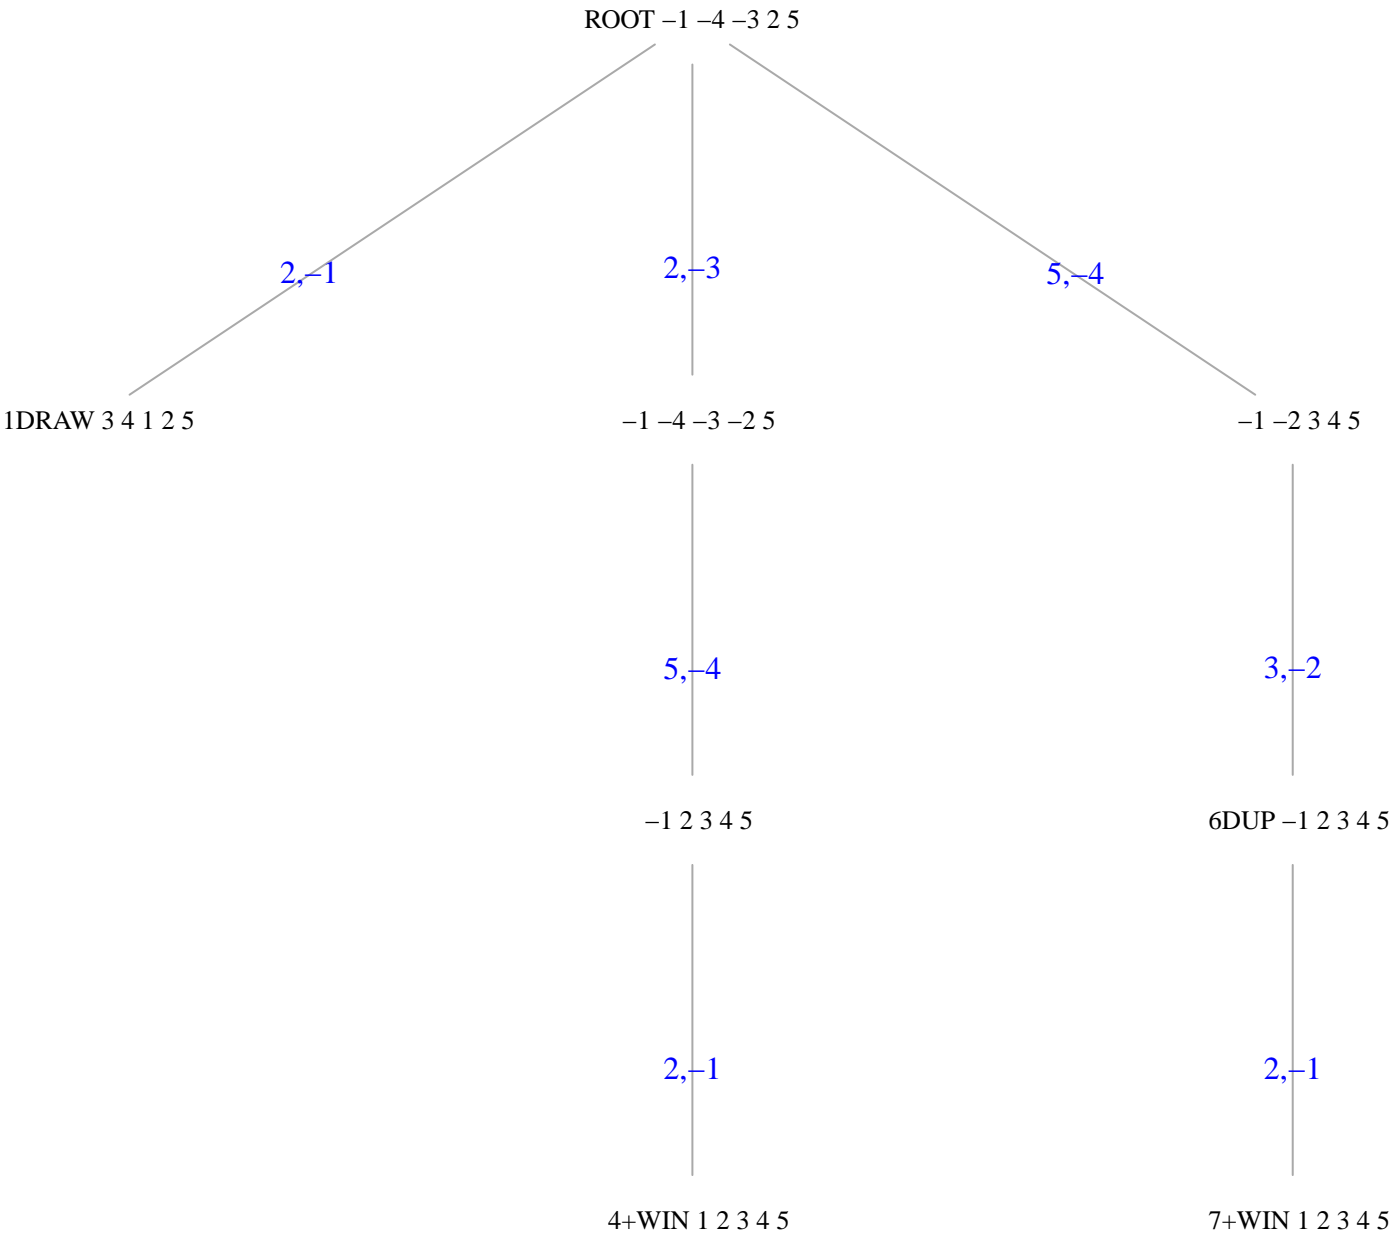 ROOT –1 –4 –3 2 5
2,–1
2,–3
5,–4
1DRAW 3 4 1 2 5
–1 –4 –3 –2 5
–1 –2 3 4 5
5,–4
3,–2
–1 2 3 4 5
6DUP –1 2 3 4 5
2,–1
2,–1
4+WIN 1 2 3 4 5
7+WIN 1 2 3 4 5